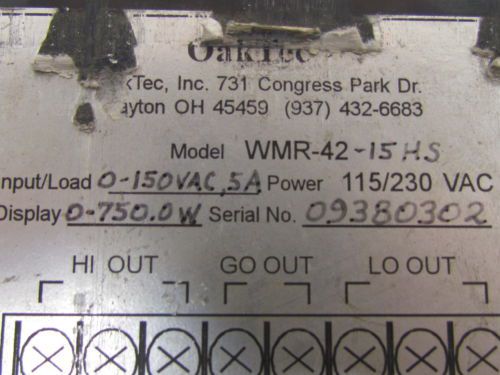 OakTec
kTec, Inc. 731 Congress Park Dr.
ayton OH 45459 (937) 432-6683
Model WMR-42-15HS
Input/Load 0-150VAC,5A Power 115/230 VAC
Display 0-750.0W Serial No. 09380302
HI OUT GO OUT LO OUT